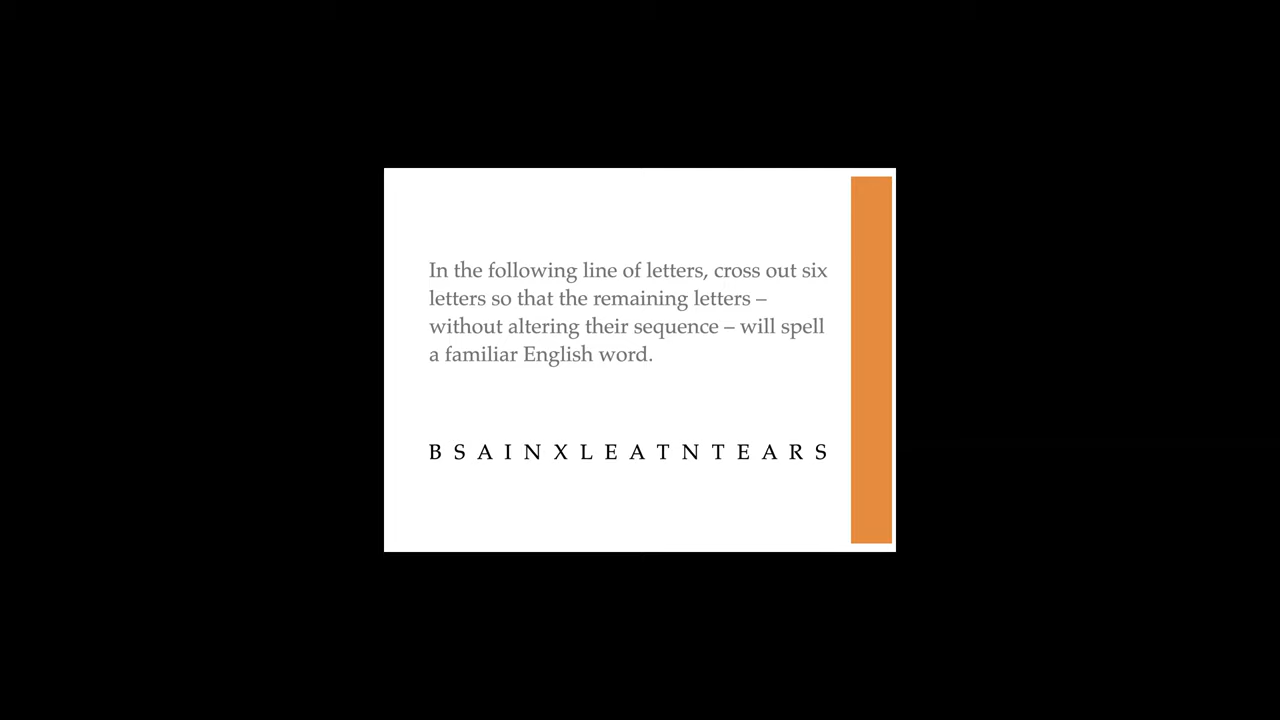 In the following line of letters, cross out six
letters so that the remaining letters –
without altering their sequence – will spell
a familiar English word.
B S A I N X L E A T N T E A R S